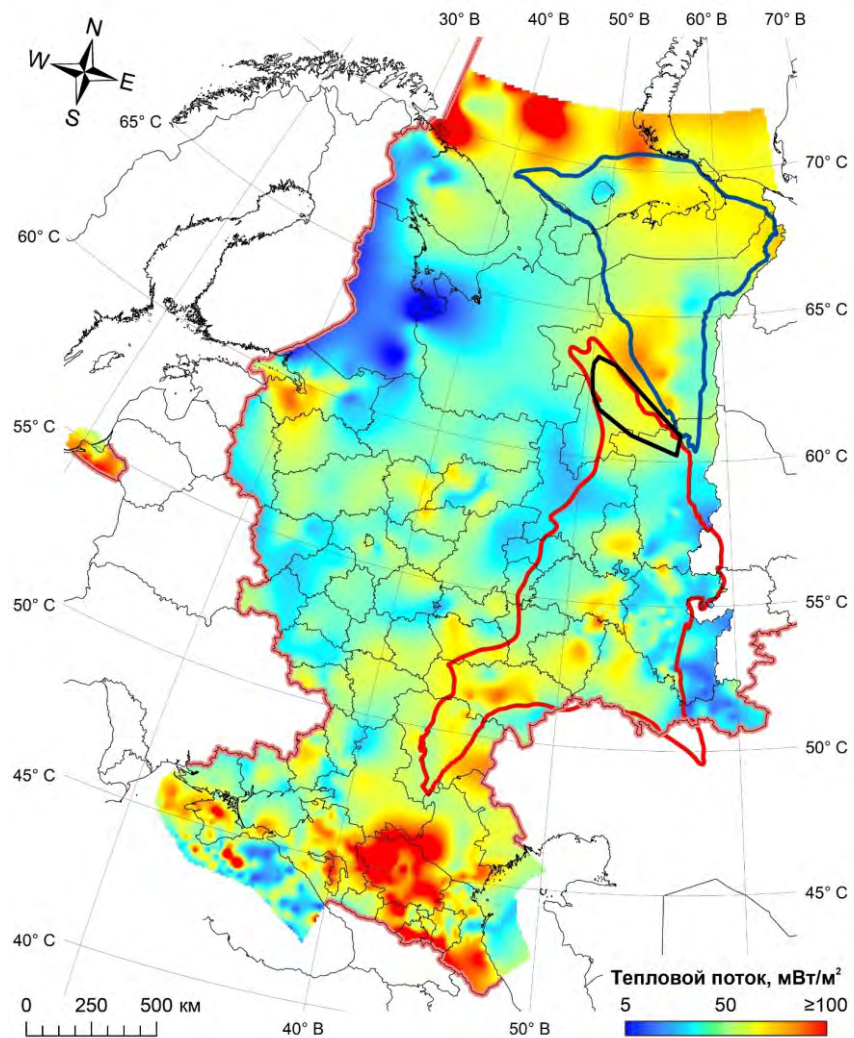 30° В 40° В 50° В 60° В 70° В
N
W E
S
65° С
70° С
60° С
65° С
55° С
60° С
50° С
55° С
45° С
50° С
40° С
45° С
Тепловой поток, мВт/м²
0 250 500 км
5 50 ≥100
40° В 50° В